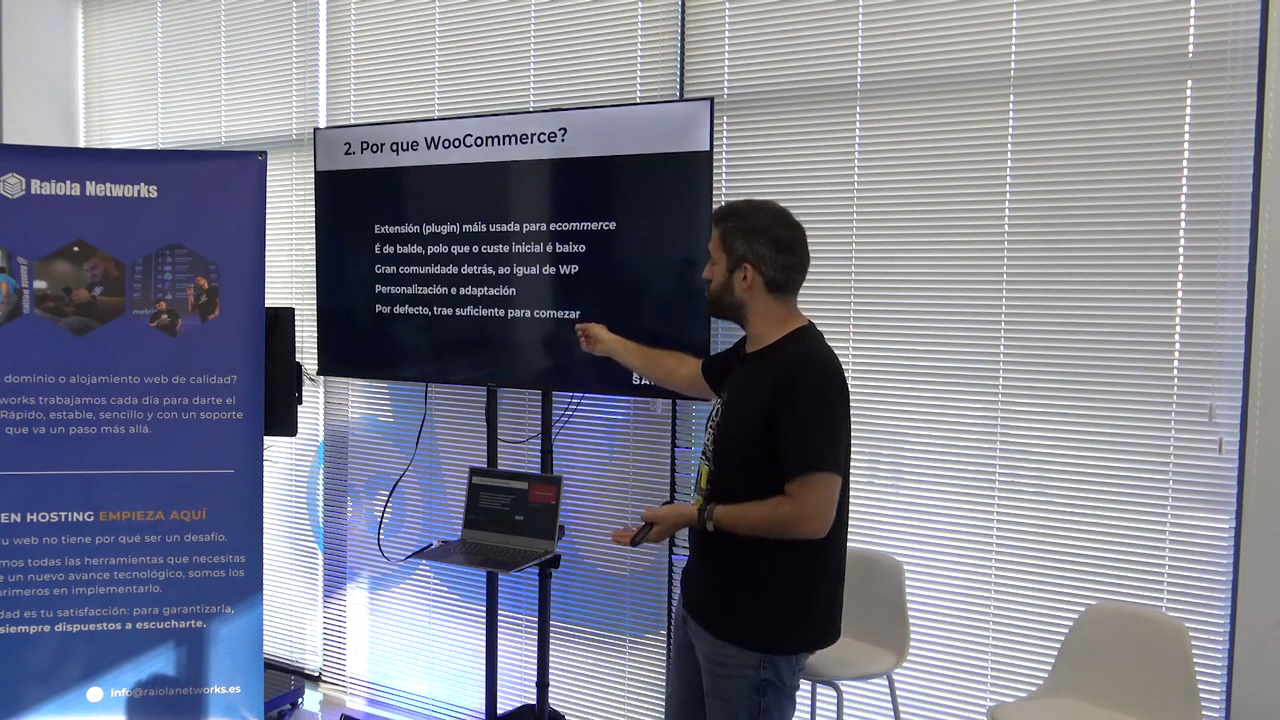 Raiola Networks
dominio o alojamiento web de calidad?
works trabajamos cada día para darte el
Rápido, estable, sencillo y con un soporte
que va un paso más allá.
EN HOSTING EMPIEZA AQUÍ
tu web no tiene por qué ser un desafío.
mos todas las herramientas que necesitas
e un nuevo avance tecnológico, somos los
primeros en implementarlo.
dad es tu satisfacción: para garantizarla,
siempre dispuestos a escucharte.
info@raiolanetworks.es
2. Por que WooCommerce?
Extensión (plugin) máis usada para ecommerce
É de balde, polo que o custe inicial é baixo
Gran comunidade detrás, ao igual de WP
Personalización e adaptación
Por defecto, trae suficiente para comezar